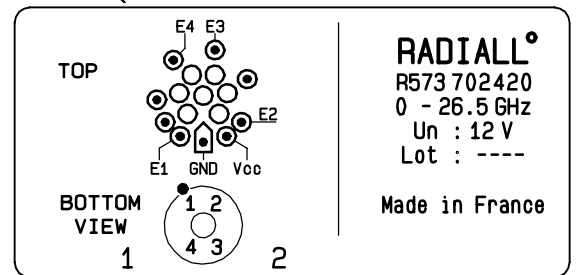 E4 E3
TOP
E2
E1 GND Vcc
BOTTOM
VIEW
1 2
4 3
1 2
RADIALL°
R573 702420
0 - 26.5 GHz
Un : 12 V
Lot : ----
Made in France